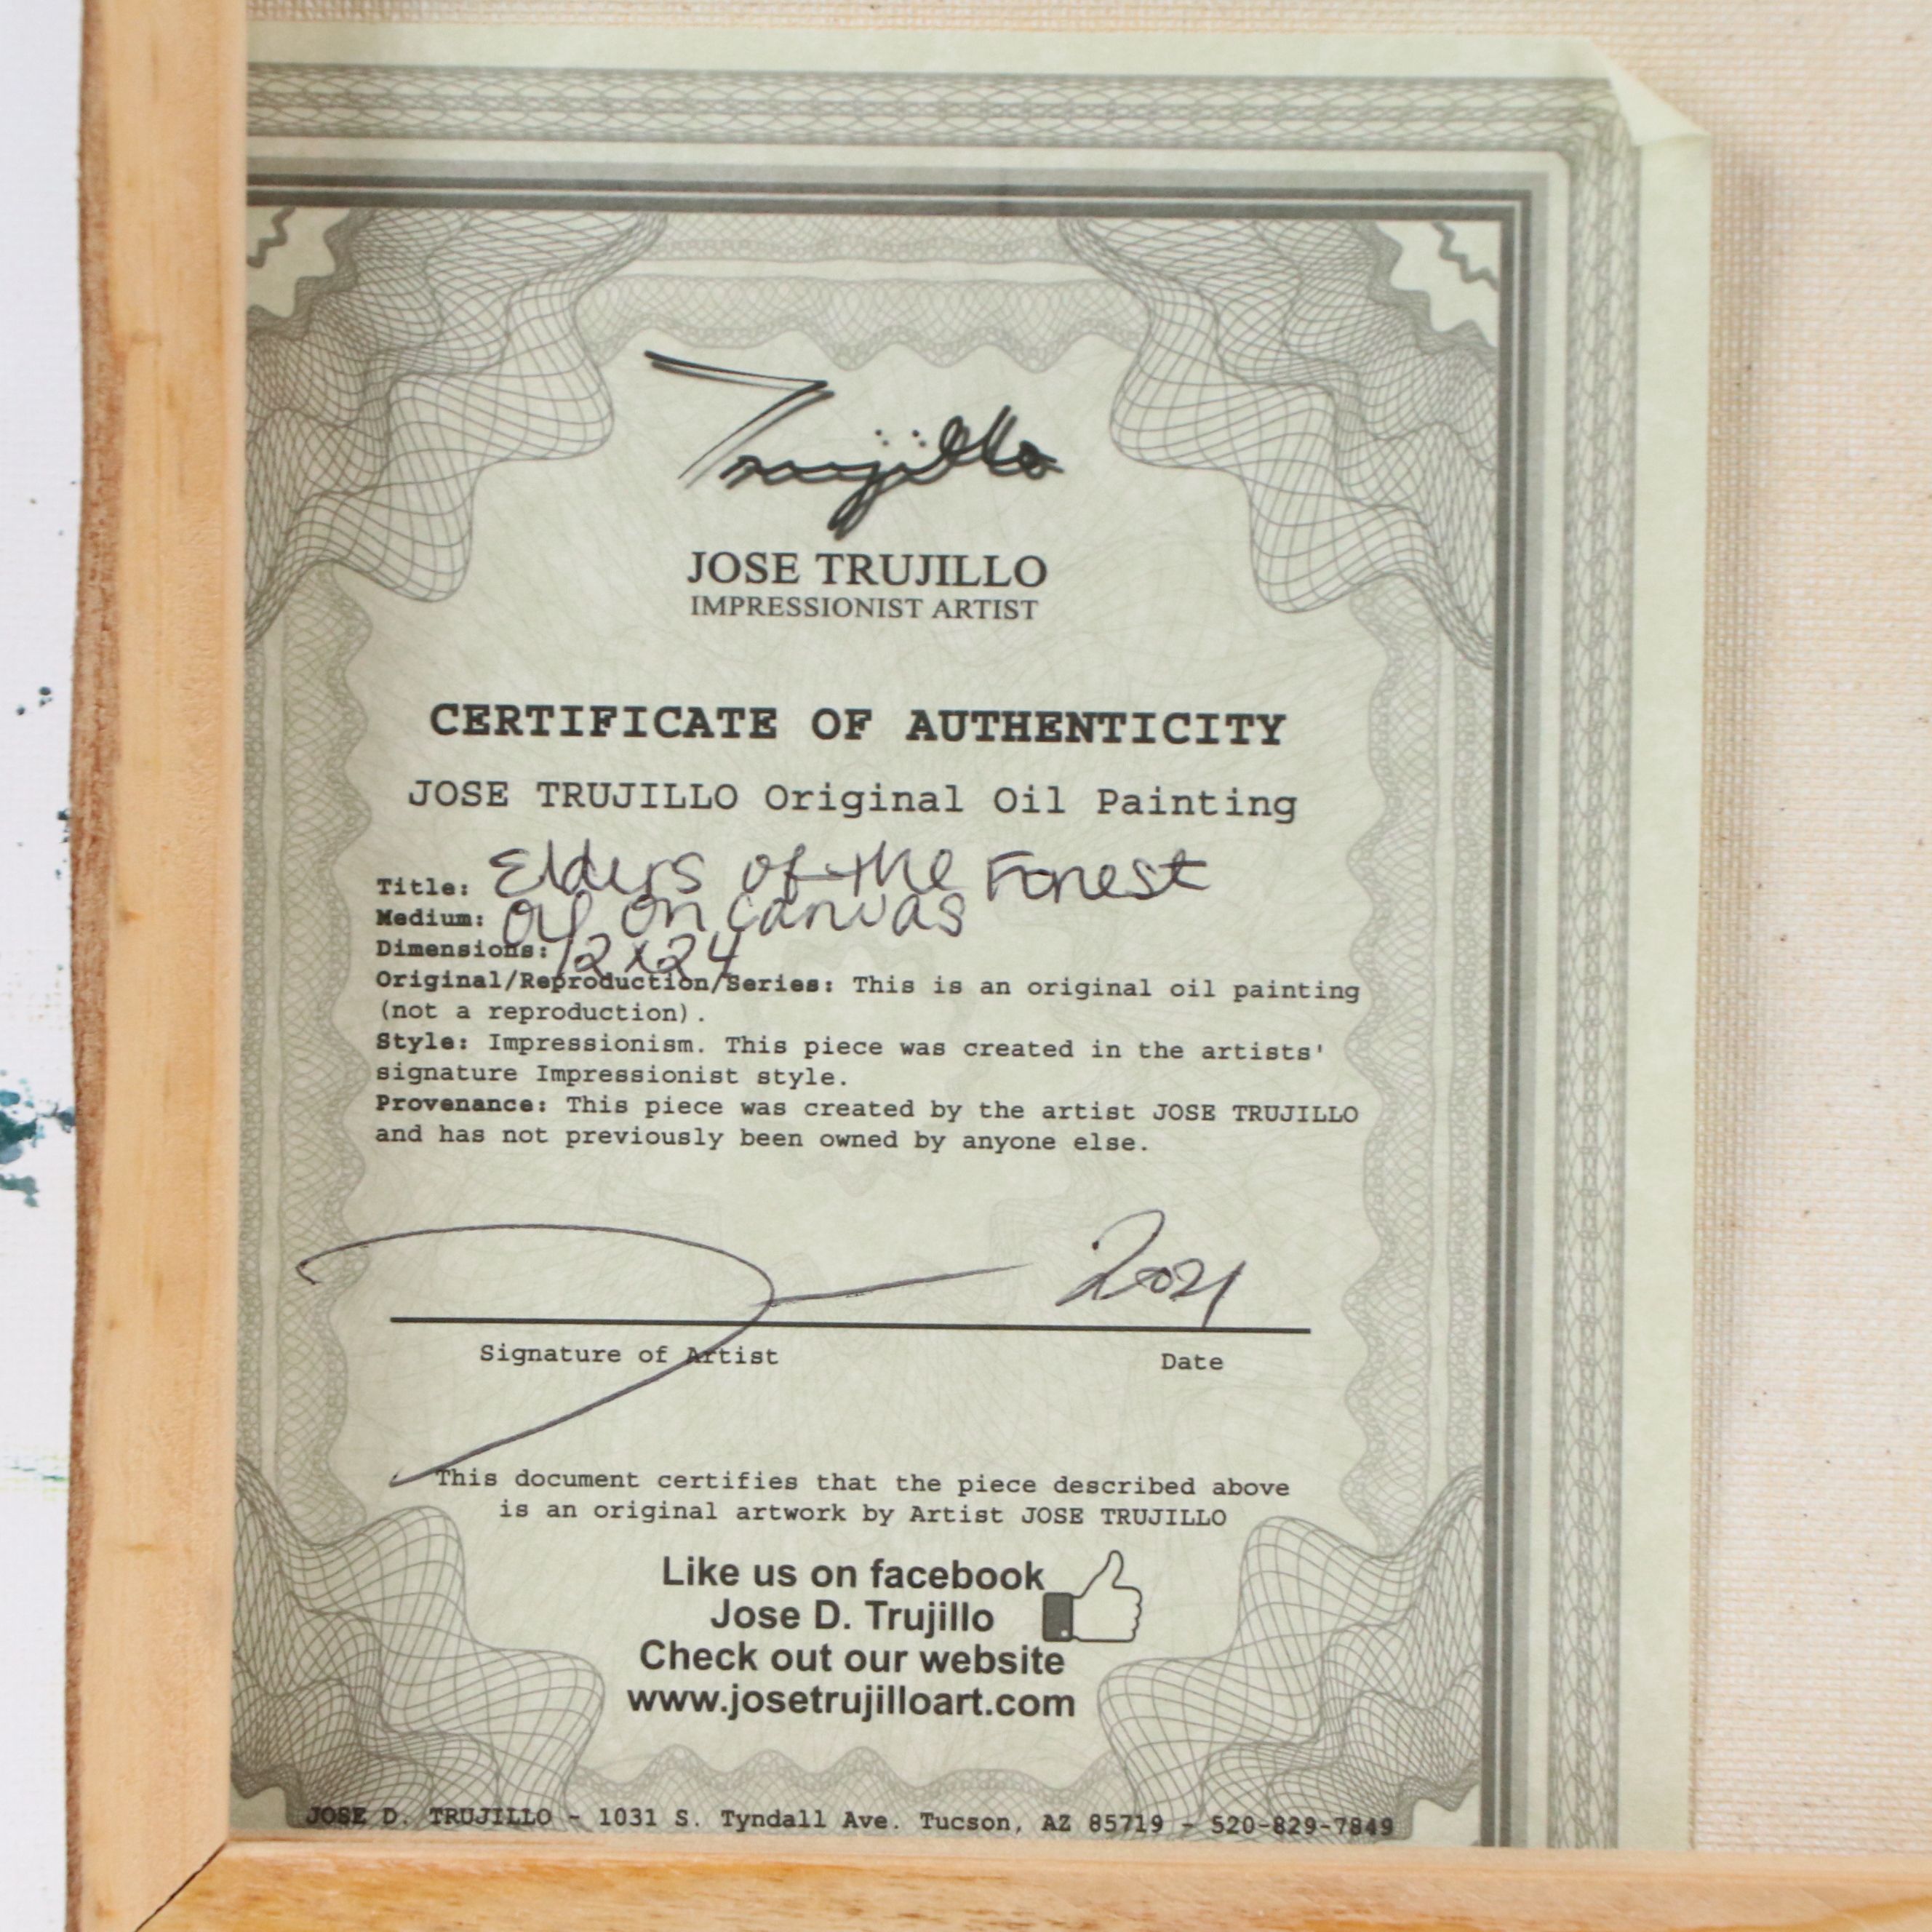 Trujillo
JOSE TRUJILLO
IMPRESSIONIST ARTIST
CERTIFICATE OF AUTHENTICITY
JOSE TRUJILLO Original Oil Painting
Title: Elders of the Forest
Medium: Oil on Canvas
Dimensions: 12x24
Original/Reproduction/Series: This is an original oil painting
(not a reproduction).
Style: Impressionism. This piece was created in the artists'
signature Impressionist style.
Provenance: This piece was created by the artist JOSE TRUJILLO
and has not previously been owned by anyone else.
2021
Signature of Artist Date
This document certifies that the piece described above
is an original artwork by Artist JOSE TRUJILLO
Like us on facebook
Jose D. Trujillo
Check out our website
www.josetrujilloart.com
JOSE D. TRUJILLO - 1031 S. Tyndall Ave. Tucson, AZ 85719 - 520-829-7849